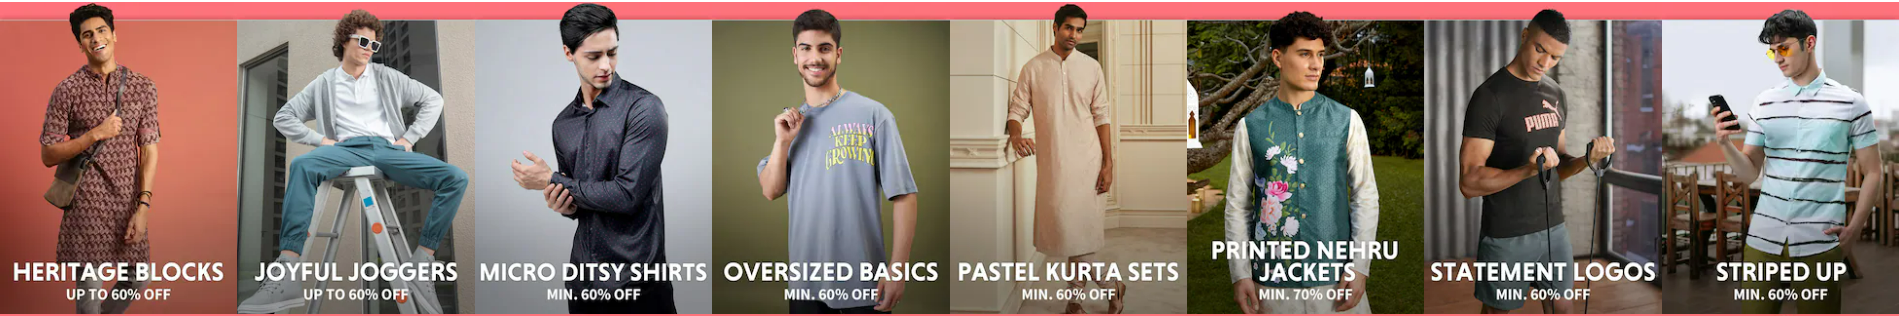 HERITAGE BLOCKS
UP TO 60% OFF
JOYFUL JOGGERS
UP TO 60% OFF
MICRO DITSY SHIRTS
MIN. 60% OFF
ALWAYS
KEEP
GROWING
OVERSIZED BASICS
MIN. 60% OFF
PASTEL KURTA SETS
MIN. 60% OFF
PRINTED NEHRU
JACKETS
MIN. 70% OFF
PUMA
STATEMENT LOGOS
MIN. 60% OFF
STRIPED UP
MIN. 60% OFF